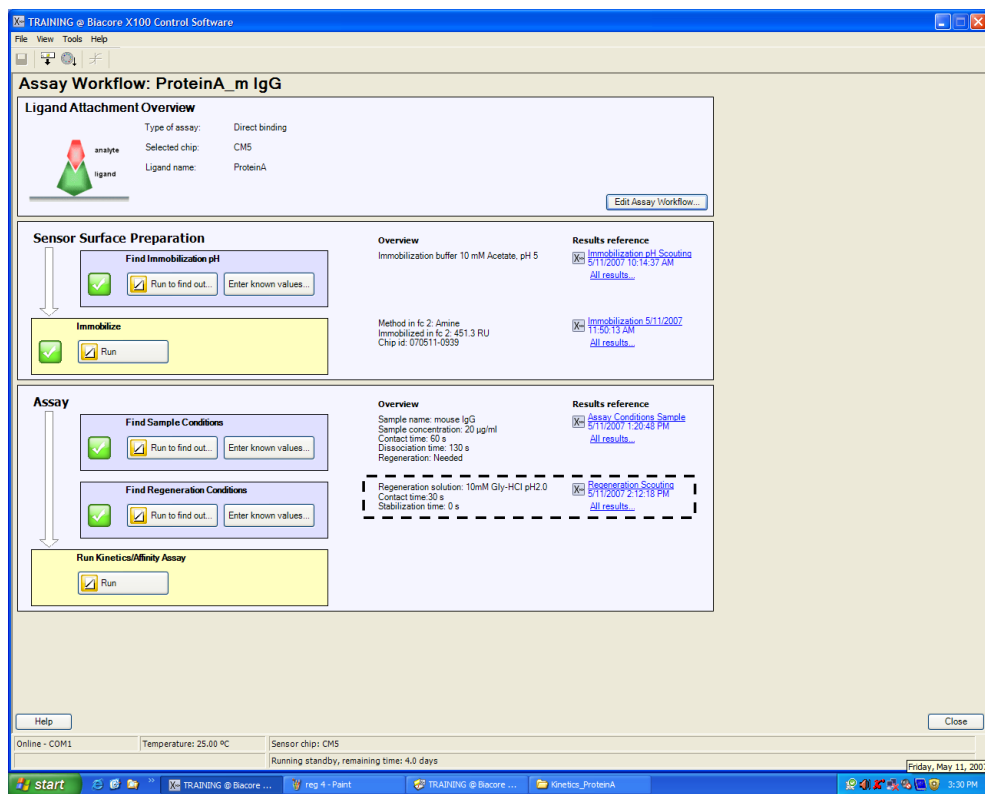 TRAINING @ Biacore X100 Control Software
File View Tools Help
Assay Workflow: ProteinA_m IgG
Ligand Attachment Overview
Type of assay: Direct binding
analyte
Selected chip: CM5
ligand
Ligand name: ProteinA
Edit Assay Workflow...
Sensor Surface Preparation
Overview
Results reference
Find Immobilization pH
Immobilization buffer 10 mM Acetate, pH 5
Immobilization pH Scouting
5/11/2007 10:14:37 AM
Run to find out...
Enter known values...
All results...
Immobilize
Method in fc 2: Amine
Immobilized in fc 2: 451.3 RU
Chip id: 070511-0939
Immobilization 5/11/2007
11:50:13 AM
Run
All results...
Assay
Overview
Results reference
Find Sample Conditions
Sample name: mouse IgG
Sample concentration: 20 µg/ml
Contact time: 60 s
Dissociation time: 130 s
Regeneration: Needed
Assay Conditions Sample
5/11/2007 1:20:48 PM
Run to find out...
Enter known values...
All results...
Find Regeneration Conditions
Regeneration solution: 10mM Gly-HCl pH2.0
Contact time:30 s
Stabilization time: 0 s
Regeneration Scouting
5/11/2007 2:12:18 PM
Run to find out...
Enter known values...
All results...
Run Kinetics/Affinity Assay
Run
Help
Close
Online - COM1
Temperature: 25.00 ºC
Sensor chip: CM5
Running standby, remaining time: 4.0 days
Friday, May 11, 2007
start
TRAINING @ Biacore ...
reg 4 - Paint
TRAINING @ Biacore ...
Kinetics_ProteinA
3:30 PM